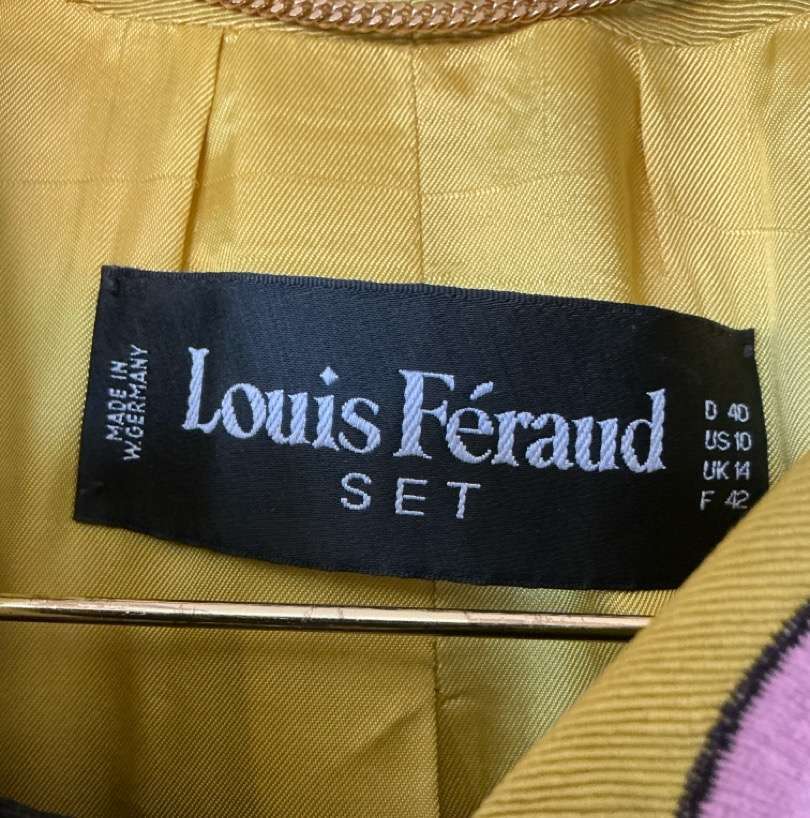 MADE IN
W.GERMANY
Louis Féraud
SET
D 40
US 10
UK 14
F 42